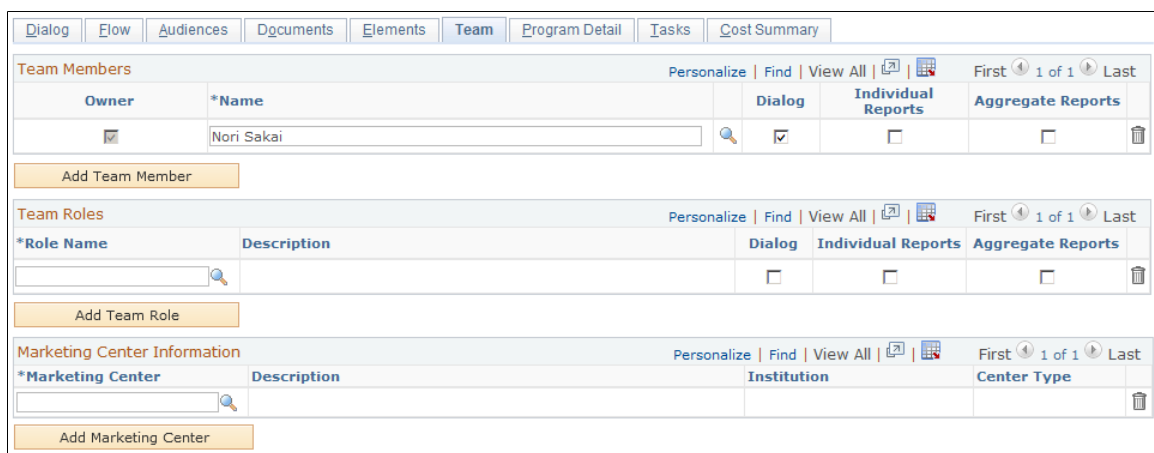 Dialog Flow Audiences Documents Elements Team Program Detail Tasks Cost Summary
Team Members Personalize | Find | View All | | First 1 of 1 Last
Owner *Name Dialog Individual Reports Aggregate Reports
Nori Sakai
Add Team Member
Team Roles Personalize | Find | View All | | First 1 of 1 Last
*Role Name Description Dialog Individual Reports Aggregate Reports
Add Team Role
Marketing Center Information Personalize | Find | View All | | First 1 of 1 Last
*Marketing Center Description Institution Center Type
Add Marketing Center